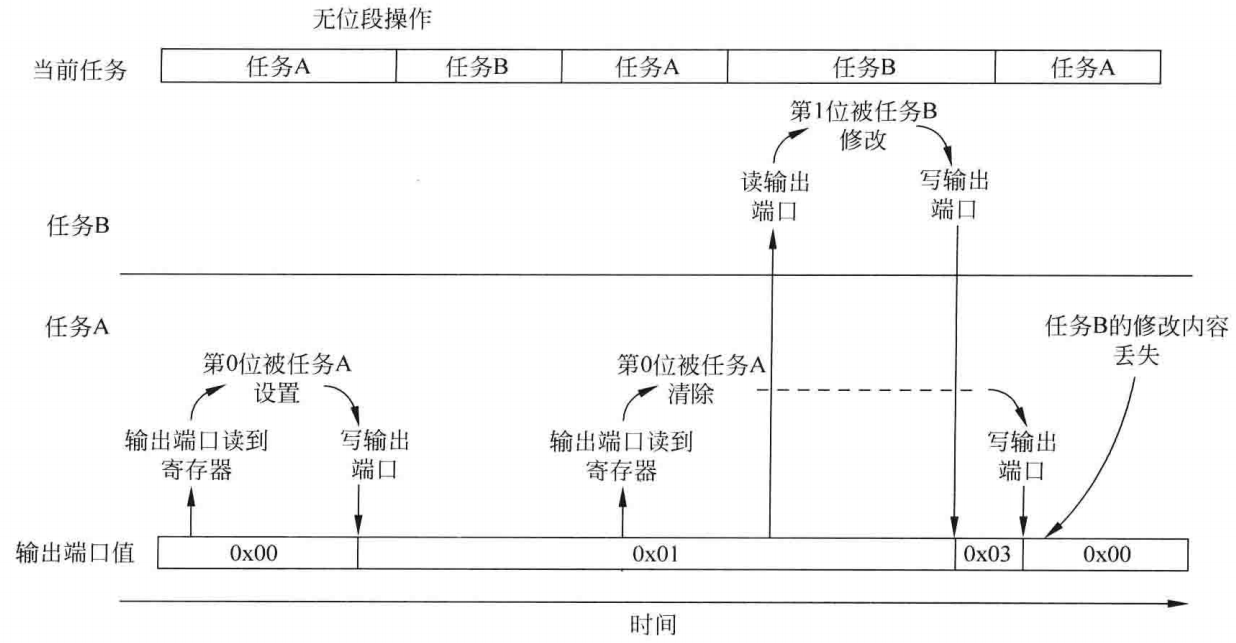 无位段操作
当前任务
任务A
任务B
任务A
任务B
任务A
第1位被任务B
修改
读输出
端口
写输出
端口
任务B
任务A
任务B的修改内容
丢失
第0位被任务A
设置
第0位被任务A
清除
输出端口读到
寄存器
写输出
端口
输出端口读到
寄存器
写输出
端口
输出端口值
0x00
0x01
0x03
0x00
时间